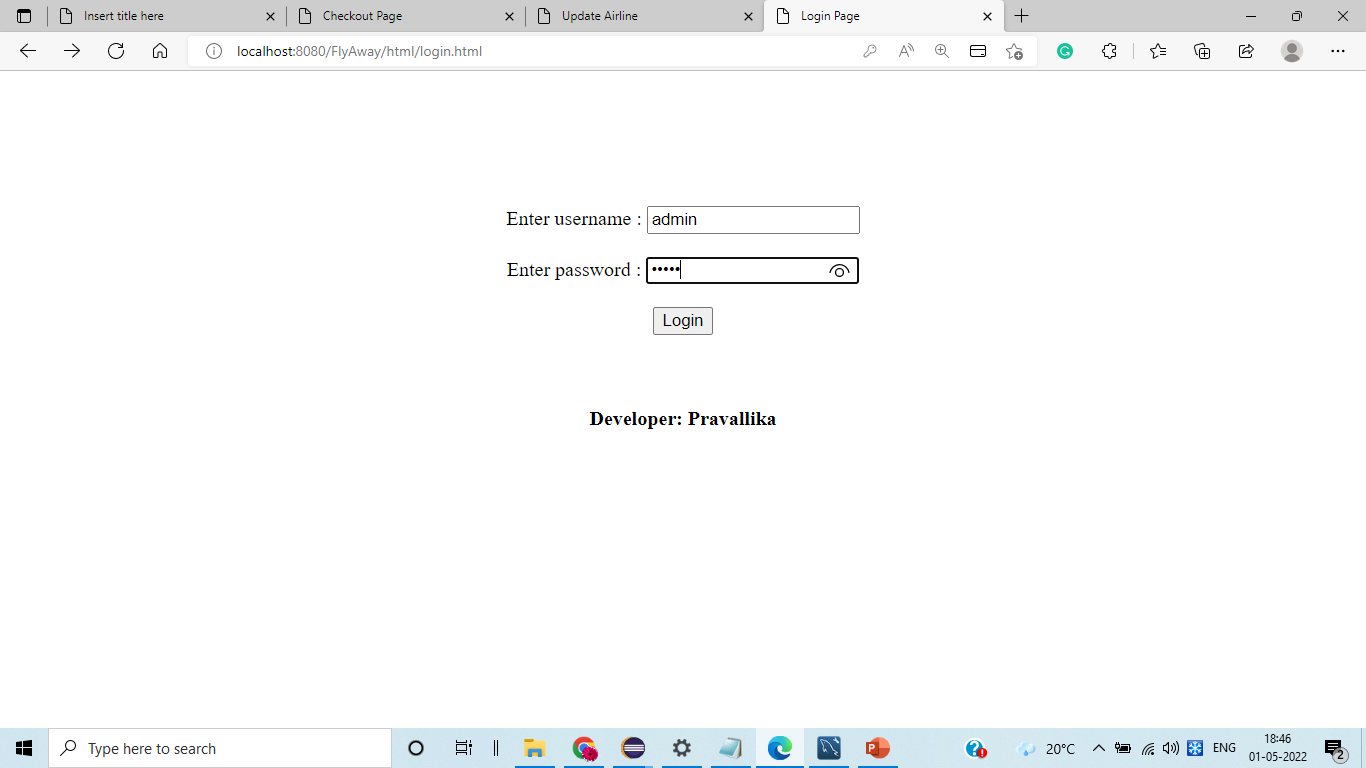 Insert title here
Checkout Page
Update Airline
Login Page
localhost:8080/FlyAway/html/login.html
Enter username : admin
Enter password : •••••
Login
Developer: Pravallika
Type here to search
20°C
ENG
18:46
01-05-2022
2